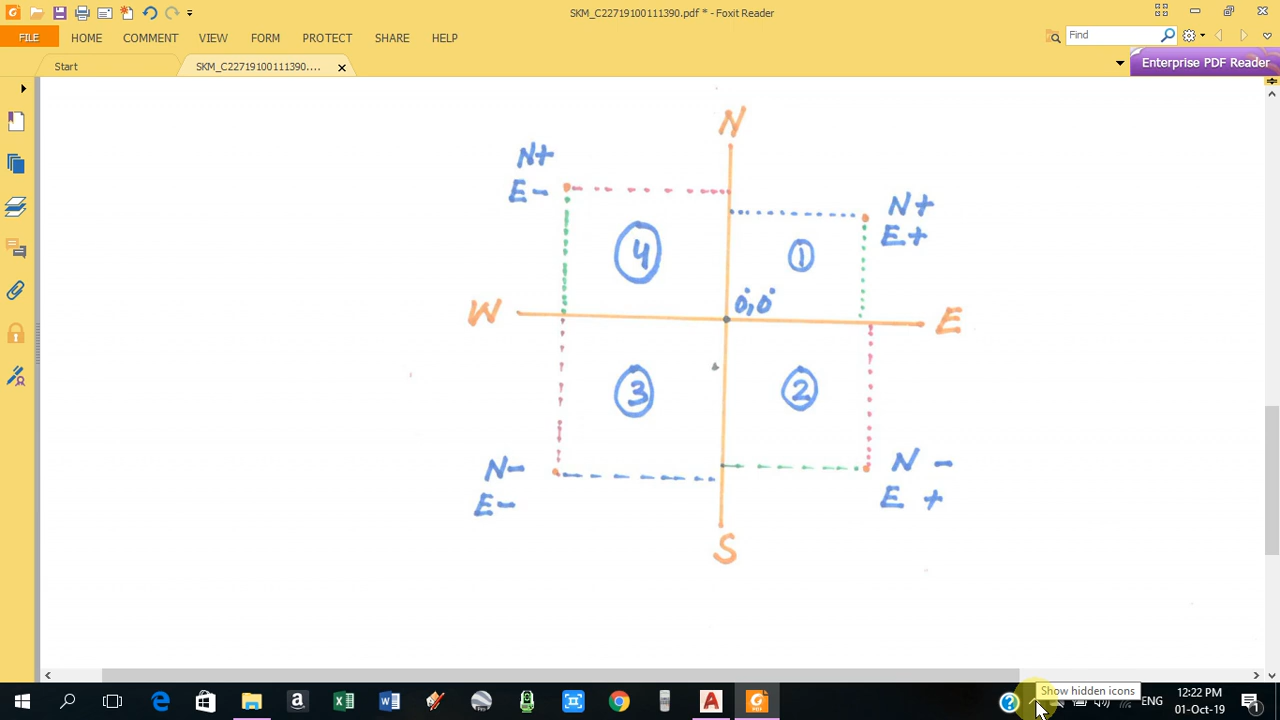 SKM_C22719100111390.pdf * - Foxit Reader
FILE
HOME
COMMENT
VIEW
FORM
PROTECT
SHARE
HELP
Find
Start
SKM_C22719100111390....
Enterprise PDF Reader
N
N+
E-
N+
E+
4
1
0,0
W
E
3
2
N-
E-
N -
E +
S
Show hidden icons
ENG
12:22 PM
01-Oct-19
1